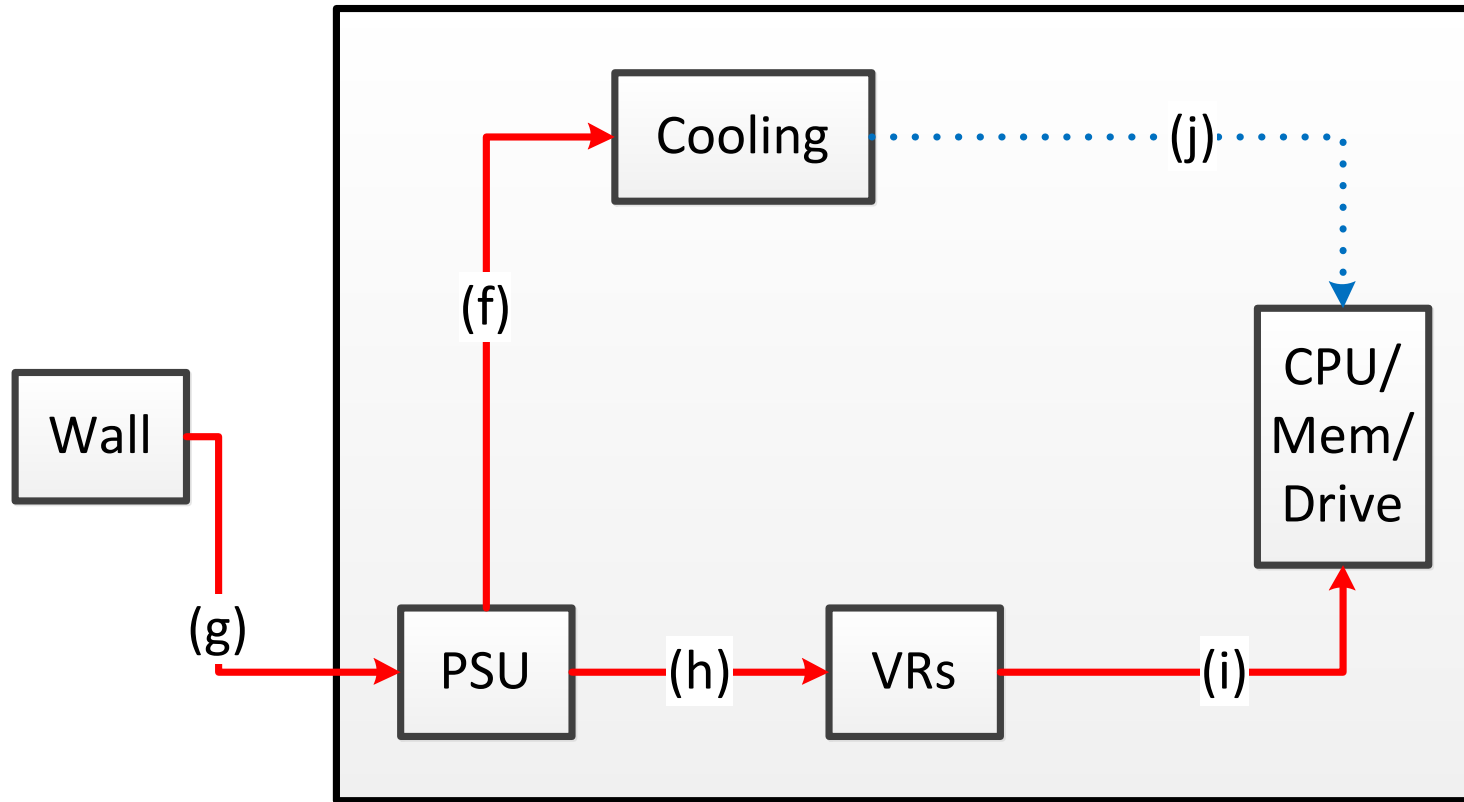 Cooling
(j)
(f)
CPU/
Mem/
Drive
Wall
(g)
PSU
(h)
VRs
(i)